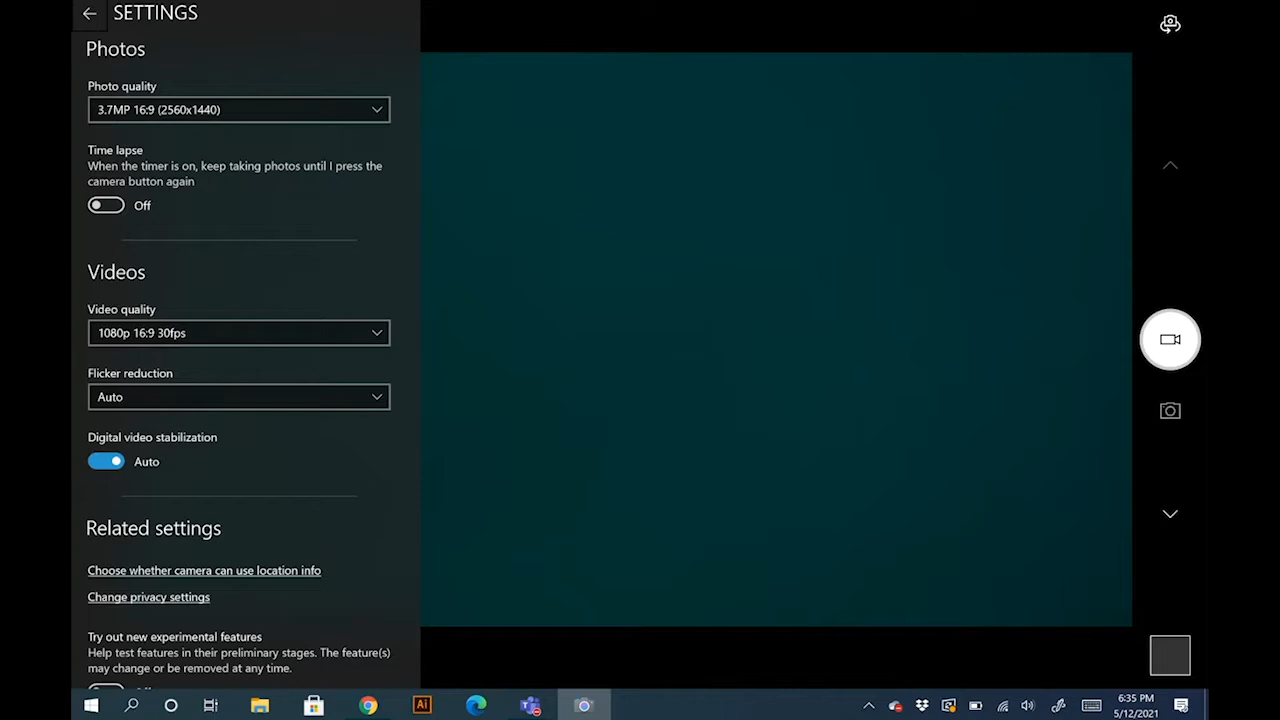 SETTINGS
Photos
Photo quality
3.7MP 16:9 (2560x1440)
Time lapse
When the timer is on, keep taking photos until I press the
camera button again
Off
Videos
Video quality
1080p 16:9 30fps
Flicker reduction
Auto
Digital video stabilization
Auto
Related settings
Choose whether camera can use location info
Change privacy settings
Try out new experimental features
Help test features in their preliminary stages. The feature(s)
may change or be removed at any time.
Ai
6:35 PM
5/12/2021